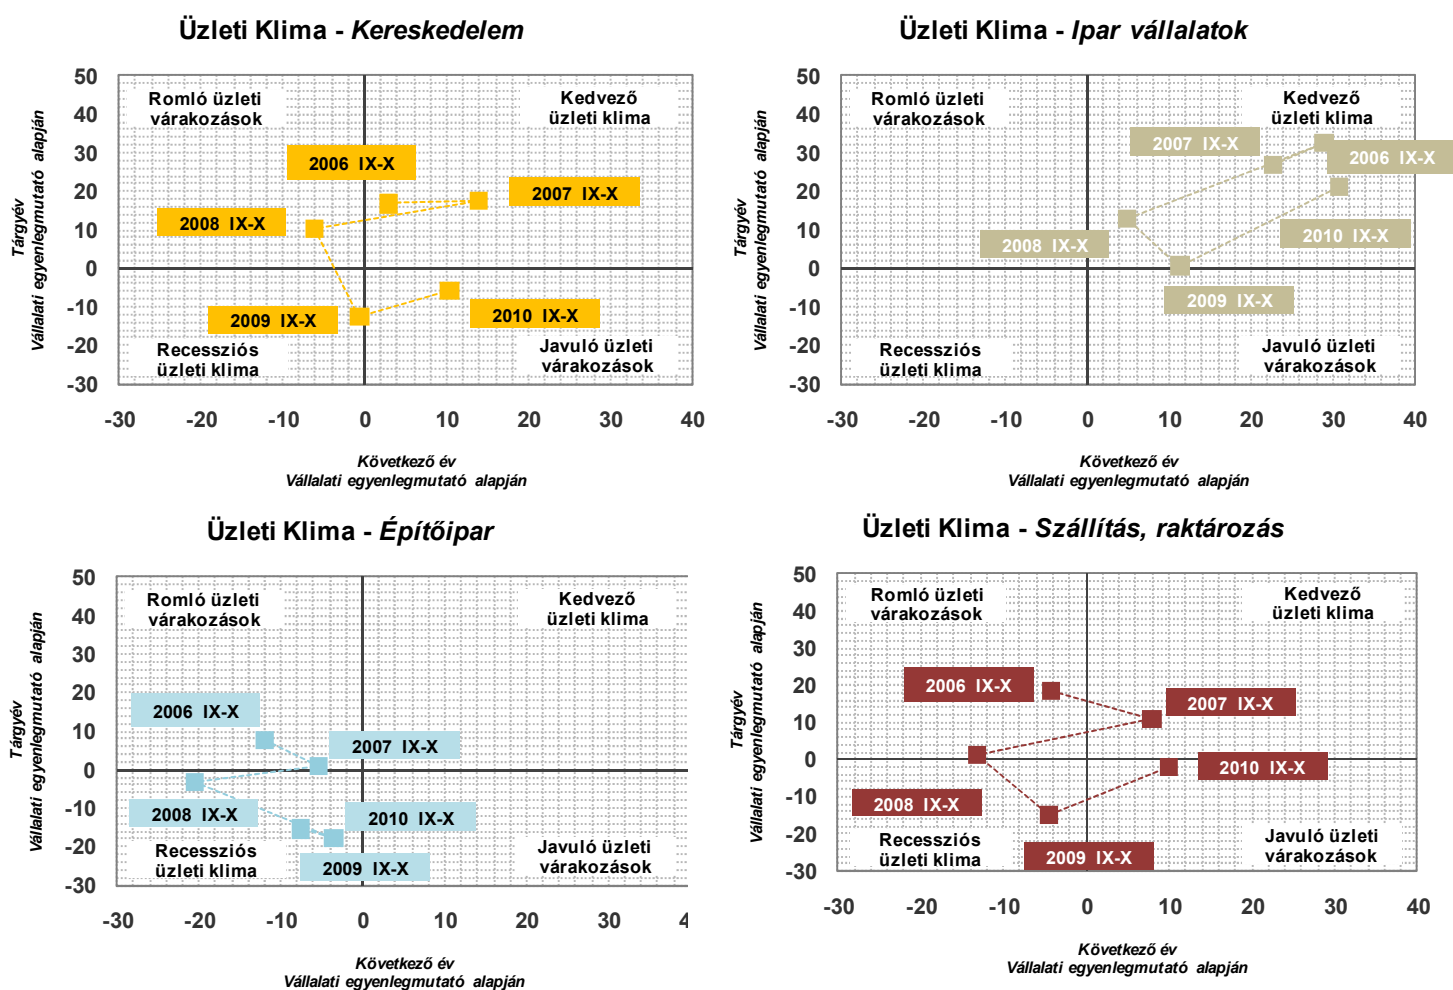 Üzleti Klima - Kereskedelem
50
40
30
20
10
0
-10
-20
-30
Tárgyév
Vállalati egyenlegmutató alapján
Romló üzleti
várakozások
Kedvező
üzleti klima
2006 IX-X
2007 IX-X
2008 IX-X
2009 IX-X
2010 IX-X
Recessziós
üzleti klima
Javuló üzleti
várakozások
-30 -20 -10 0 10 20 30 40
Következő év
Vállalati egyenlegmutató alapján
Üzleti Klima - Ipar vállalatok
50
40
30
20
10
0
-10
-20
-30
Tárgyév
Vállalati egyenlegmutató alapján
Romló üzleti
várakozások
Kedvező
üzleti klima
2007 IX-X
2006 IX-X
2008 IX-X
2010 IX-X
2009 IX-X
Recessziós
üzleti klima
Javuló üzleti
várakozások
-30 -20 -10 0 10 20 30 40
Következő év
Vállalati egyenlegmutató alapján
Üzleti Klima - Építőipar
50
40
30
20
10
0
-10
-20
-30
Tárgyév
Vállalati egyenlegmutató alapján
Romló üzleti
várakozások
Kedvező
üzleti klima
2006 IX-X
2007 IX-X
2008 IX-X
2010 IX-X
2009 IX-X
Recessziós
üzleti klima
Javuló üzleti
várakozások
-30 -20 -10 0 10 20 30
Következő év
Vállalati egyenlegmutató alapján
Üzleti Klima - Szállítás, raktározás
50
40
30
20
10
0
-10
-20
-30
Tárgyév
Vállalati egyenlegmutató alapján
Romló üzleti
várakozások
Kedvező
üzleti klima
2006 IX-X
2007 IX-X
2010 IX-X
2008 IX-X
2009 IX-X
Recessziós
üzleti klima
Javuló üzleti
várakozások
-30 -20 -10 0 10 20 30 40
Következő év
Vállalati egyenlegmutató alapján